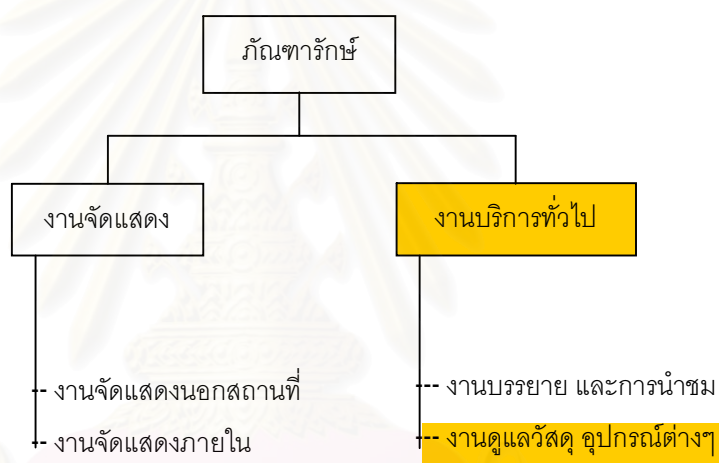 ภัณฑารักษ์
งานจัดแสดง
งานบริการทั่วไป
-- งานจัดแสดงนอกสถานที่
-- งานจัดแสดงภายใน
--- งานบรรยาย และการนำชม
--- งานดูแลวัสดุ อุปกรณ์ต่างๆ